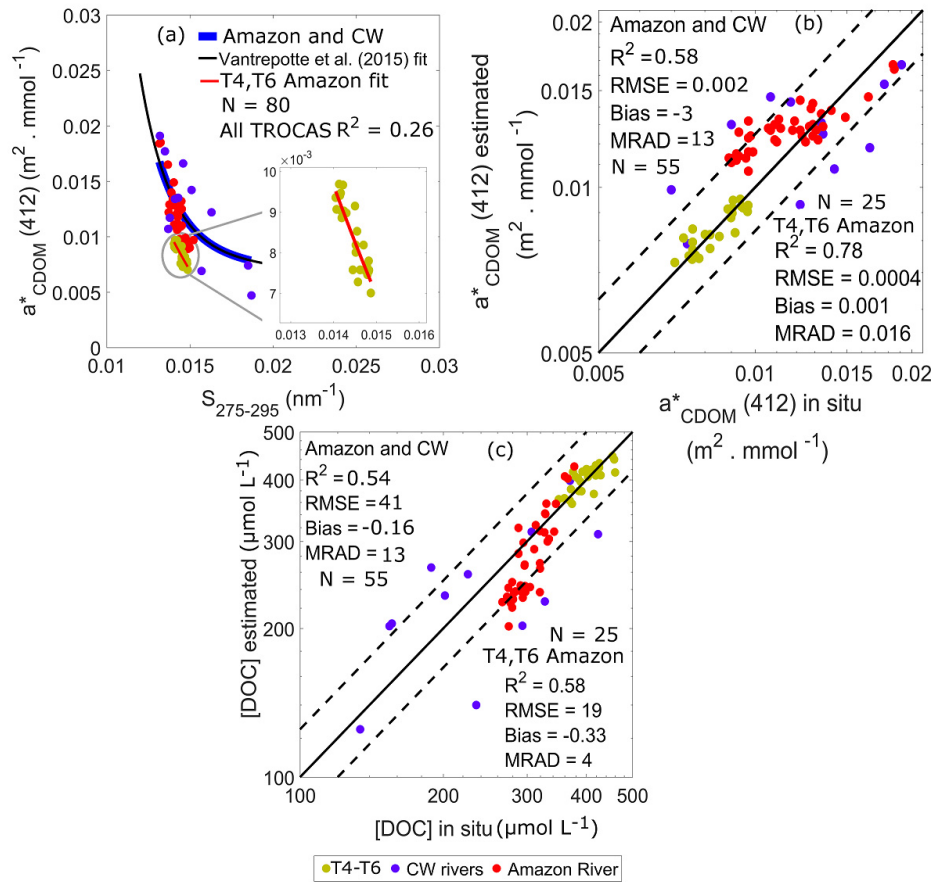 (a)
Amazon and CW
Vantrepotte et al. (2015) fit
T4,T6 Amazon fit
N = 80
All TROCAS R² = 0.26
×10⁻³
10
9
8
7
0.013 0.014 0.015 0.016
0.03
0.025
0.02
0.015
0.01
0.005
0
0.01 0.015 0.02 0.025 0.03
a*CDOM (412) (m² . mmol⁻¹)
S275-295 (nm⁻¹)
(b)
Amazon and CW
R² = 0.58
RMSE = 0.002
Bias = -3
MRAD = 13
N = 55
N = 25
T4,T6 Amazon
R² = 0.78
RMSE = 0.0004
Bias = 0.001
MRAD = 0.016
0.02
0.015
0.01
0.005
0.005 0.01 0.015 0.02
a*CDOM (412) estimated
(m² . mmol⁻¹)
a*CDOM (412) in situ
(m² . mmol⁻¹)
(c)
Amazon and CW
R² = 0.54
RMSE = 41
Bias = -0.16
MRAD = 13
N = 55
N = 25
T4,T6 Amazon
R² = 0.58
RMSE = 19
Bias = -0.33
MRAD = 4
500
400
300
200
100
100 200 300 400 500
[DOC] estimated (µmol L⁻¹)
[DOC] in situ (µmol L⁻¹)
T4-T6 CW rivers Amazon River